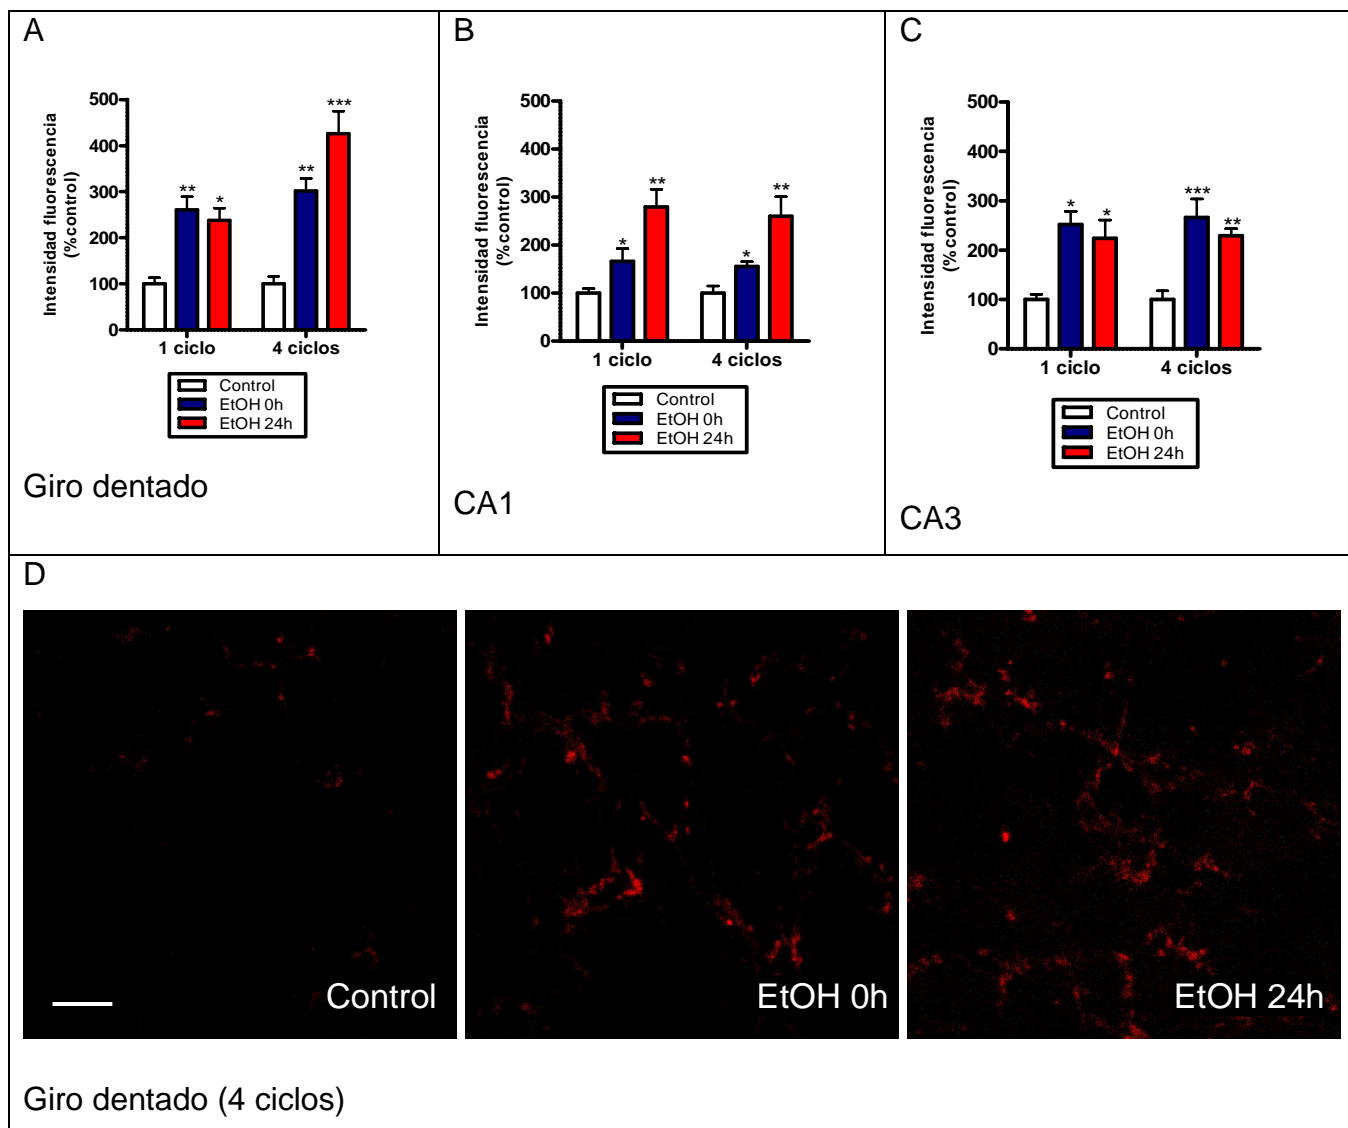 A
Intensidad fluorescencia
(%control)
500
400
300
200
100
0
** * ** ***
1 ciclo 4 ciclos
Control
EtOH 0h
EtOH 24h
Giro dentado
B
Intensidad fluorescencia
(%control)
500
400
300
200
100
0
* ** * **
1 ciclo 4 ciclos
Control
EtOH 0h
EtOH 24h
CA1
C
Intensidad fluorescencia
(%control)
500
400
300
200
100
0
* * *** **
1 ciclo 4 ciclos
Control
EtOH 0h
EtOH 24h
CA3
D
Control
EtOH 0h
EtOH 24h
Giro dentado (4 ciclos)